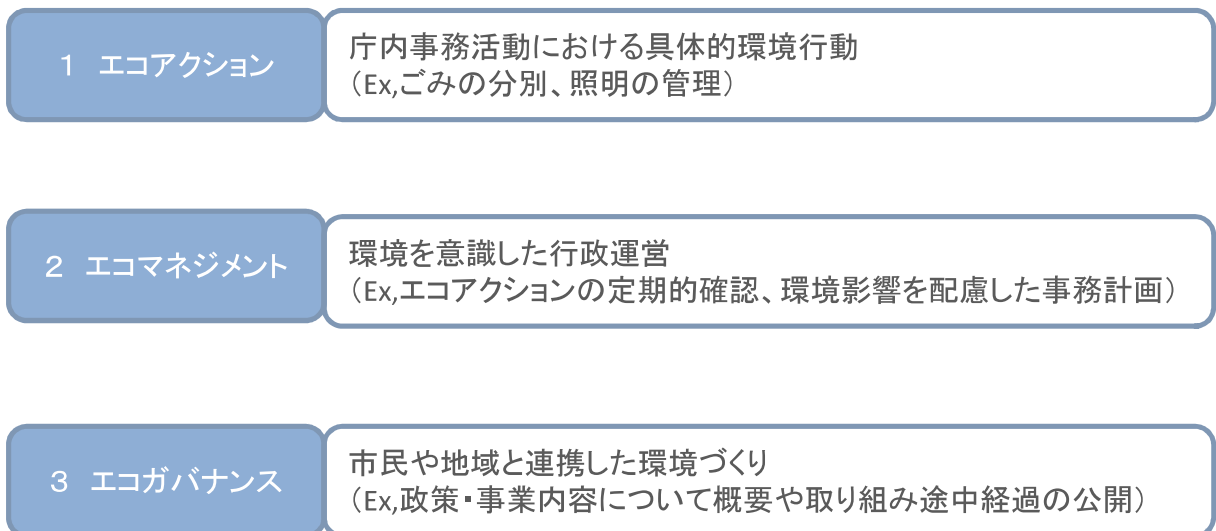 1 エコアクション
庁内事務活動における具体的環境行動
(Ex,ごみの分別、照明の管理)
2 エコマネジメント
環境を意識した行政運営
(Ex,エコアクションの定期的確認、環境影響を配慮した事務計画)
3 エコガバナンス
市民や地域と連携した環境づくり
(Ex,政策・事業内容について概要や取り組み途中経過の公開)